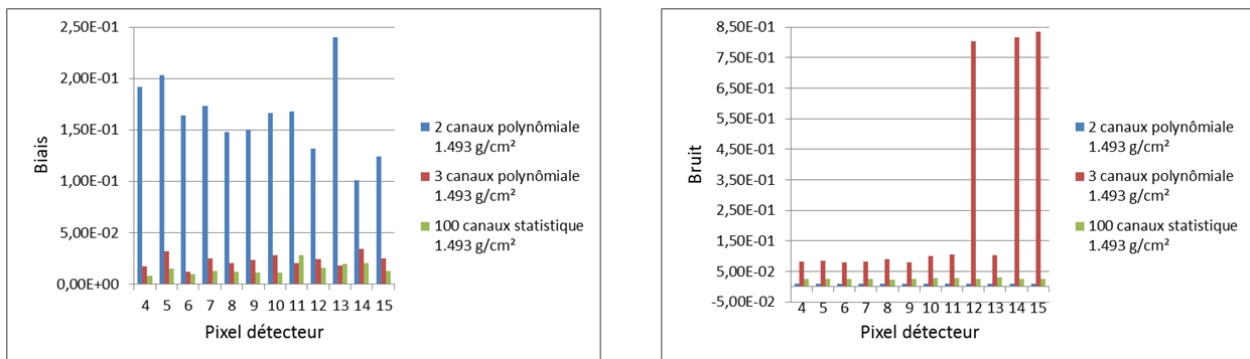 2,50E-01
2,00E-01
1,50E-01
1,00E-01
5,00E-02
0,00E+00
Biais
4 5 6 7 8 9 10 11 12 13 14 15
Pixel détecteur
2 canaux polynômiale
1.493 g/cm²
3 canaux polynômiale
1.493 g/cm²
100 canaux statistique
1.493 g/cm²
8,50E-01
7,50E-01
6,50E-01
5,50E-01
4,50E-01
3,50E-01
2,50E-01
1,50E-01
5,00E-02
-5,00E-02
Bruit
4 5 6 7 8 9 10 11 12 13 14 15
Pixel détecteur
2 canaux polynômiale
1.493 g/cm²
3 canaux polynômiale
1.493 g/cm²
100 canaux statistique
1.493 g/cm²